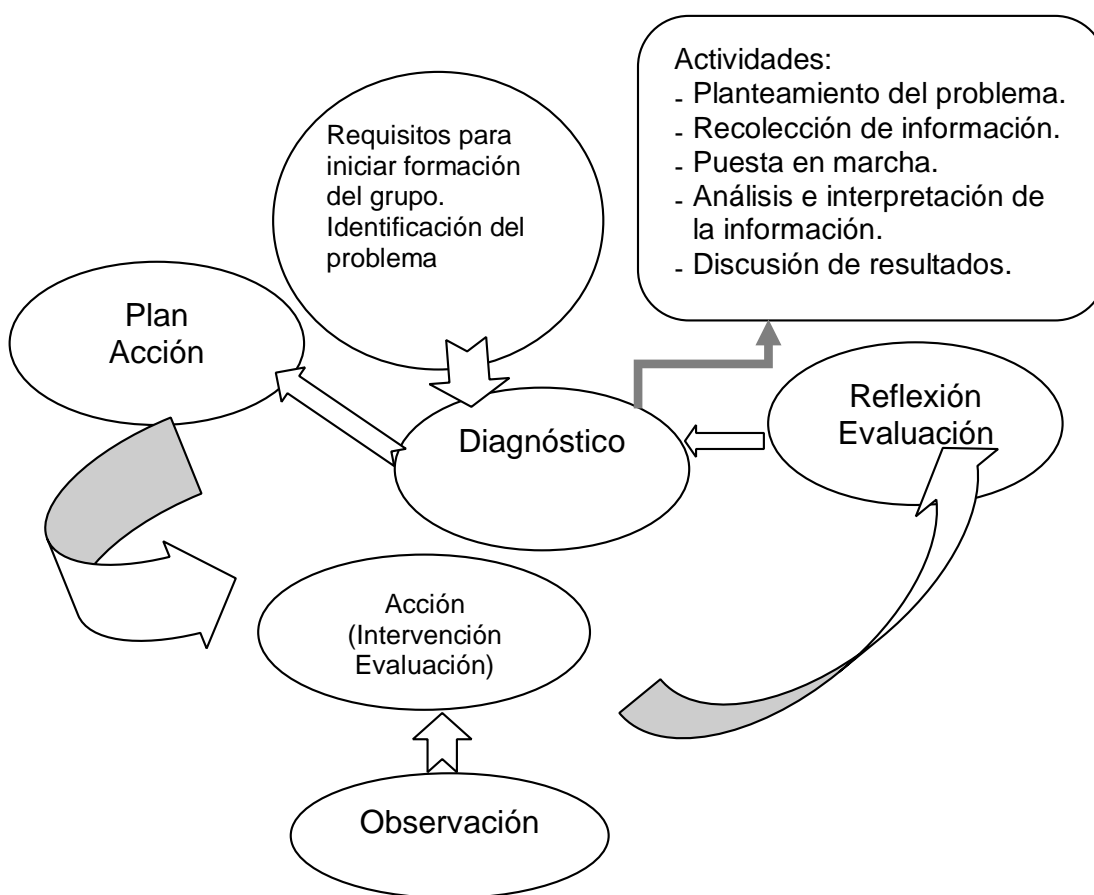 Actividades:
- Planteamiento del problema.
- Recolección de información.
- Puesta en marcha.
- Análisis e interpretación de
la información.
- Discusión de resultados.
Requisitos para
iniciar formación
del grupo.
Identificación del
problema
Plan
Acción
Diagnóstico
Reflexión
Evaluación
Acción
(Intervención
Evaluación)
Observación